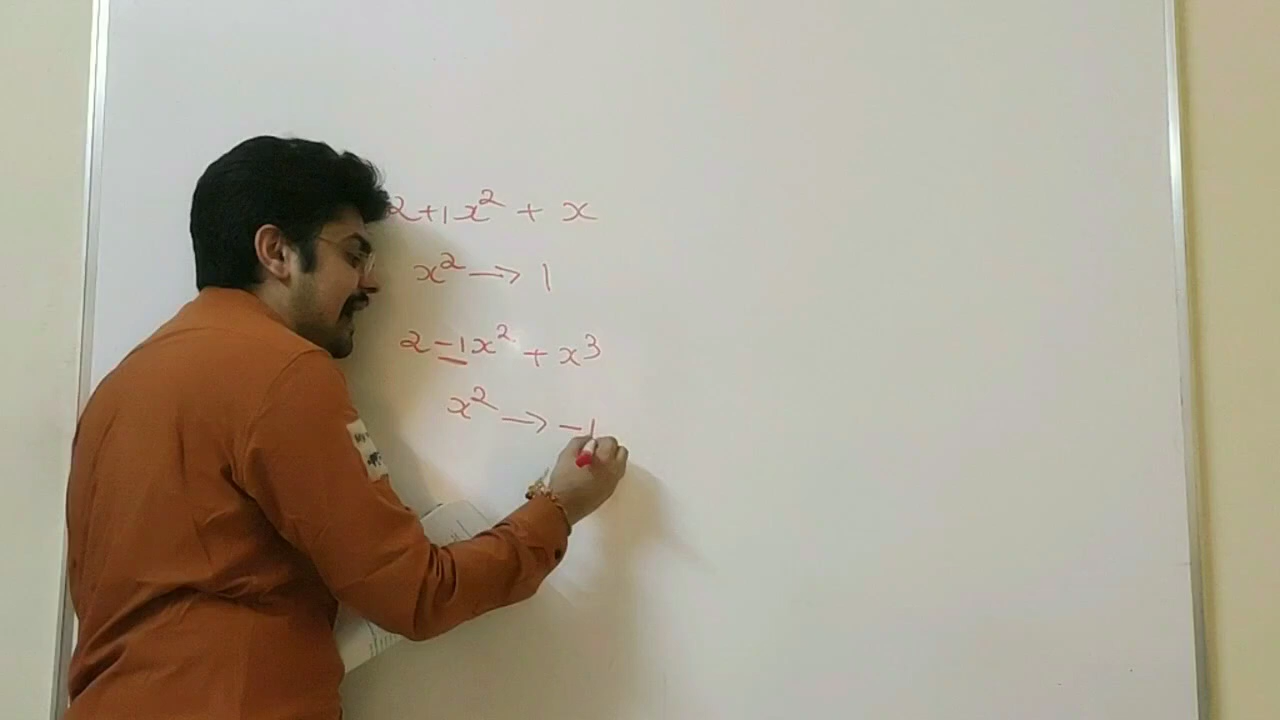 2 + 1x² + x
x² → 1
2 - 1x² + x³
x² → -1